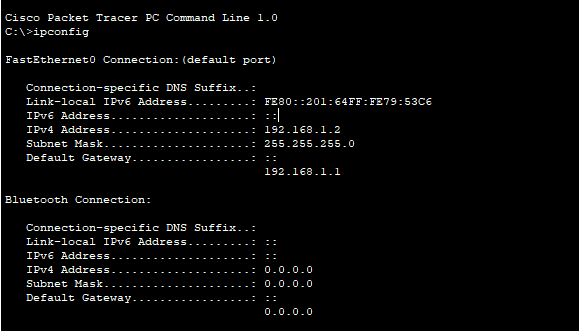 Cisco Packet Tracer PC Command Line 1.0
C:\>ipconfig
FastEthernet0 Connection:(default port)
Connection-specific DNS Suffix..:
Link-local IPv6 Address.........: FE80::201:64FF:FE79:53C6
IPv6 Address....................: ::
IPv4 Address....................: 192.168.1.2
Subnet Mask.....................: 255.255.255.0
Default Gateway.................: ::
192.168.1.1
Bluetooth Connection:
Connection-specific DNS Suffix..:
Link-local IPv6 Address.........: ::
IPv6 Address....................: ::
IPv4 Address....................: 0.0.0.0
Subnet Mask.....................: 0.0.0.0
Default Gateway.................: ::
0.0.0.0